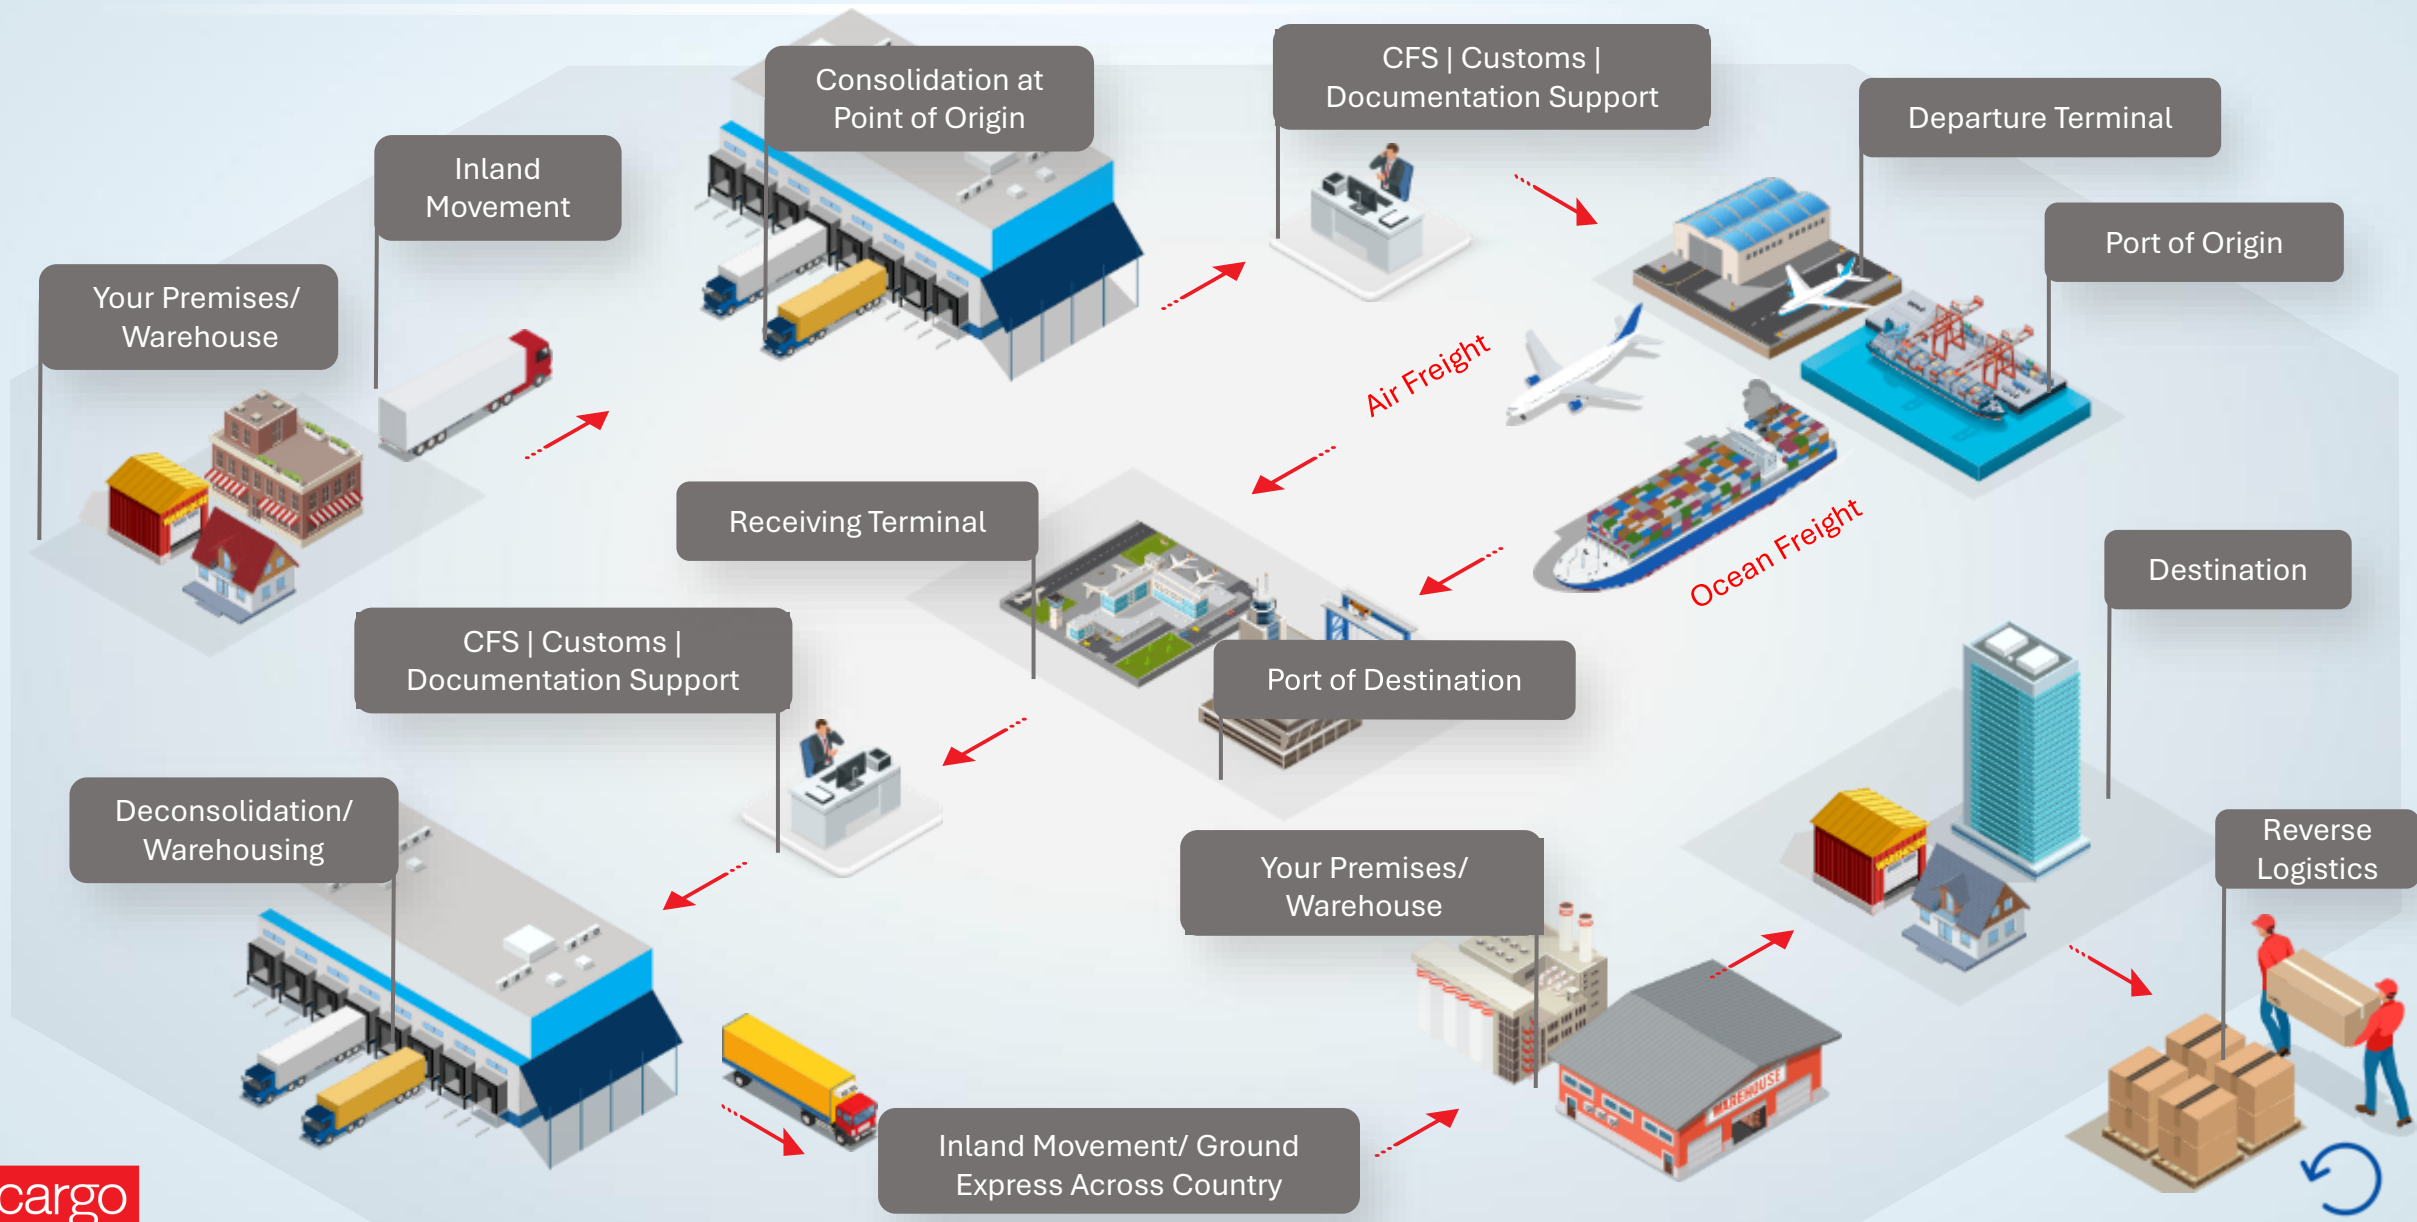 Your Premises/
Warehouse
Inland
Movement
Consolidation at
Point of Origin
CFS | Customs |
Documentation Support
Departure Terminal
Port of Origin
Air Freight
Ocean Freight
Receiving Terminal
Port of Destination
CFS | Customs |
Documentation Support
Deconsolidation/
Warehousing
Inland Movement/ Ground
Express Across Country
Your Premises/
Warehouse
WAREHOUSE
Destination
WAREHOUSE
Reverse
Logistics
cargo